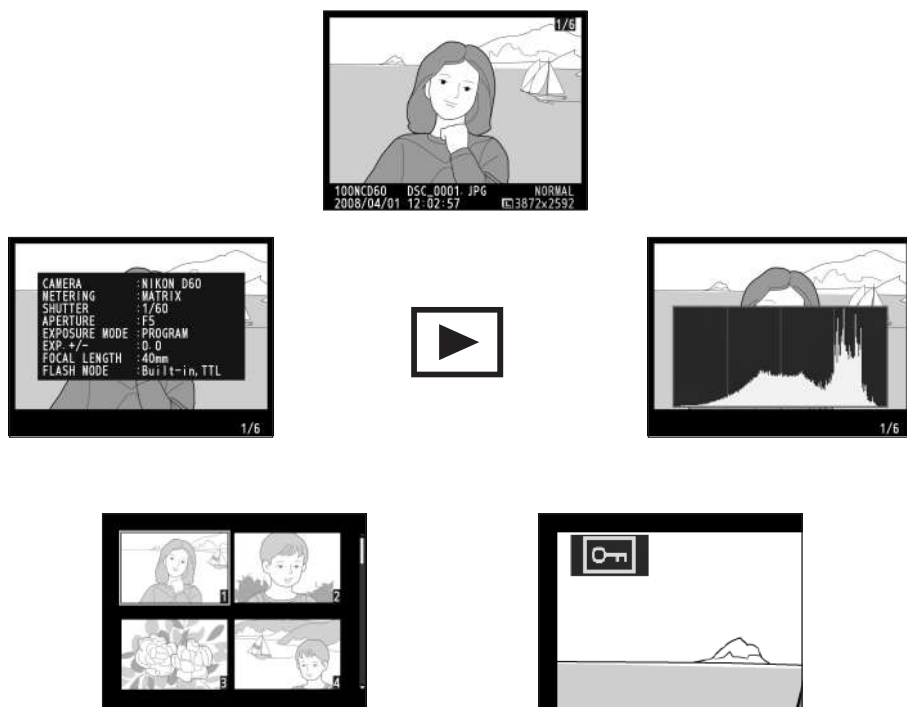 1/6
100NCD60 DSC_0001. JPG NORMAL
2008/04/01 12:02:57 L 3872x2592
CAMERA :NIKON D60
METERING :MATRIX
SHUTTER :1/60
APERTURE :F5
EXPOSURE MODE :PROGRAM
EXP. +/- :0.0
FOCAL LENGTH :40mm
FLASH MODE :Built-in, TTL
1/6
1/6
1
2
3
4